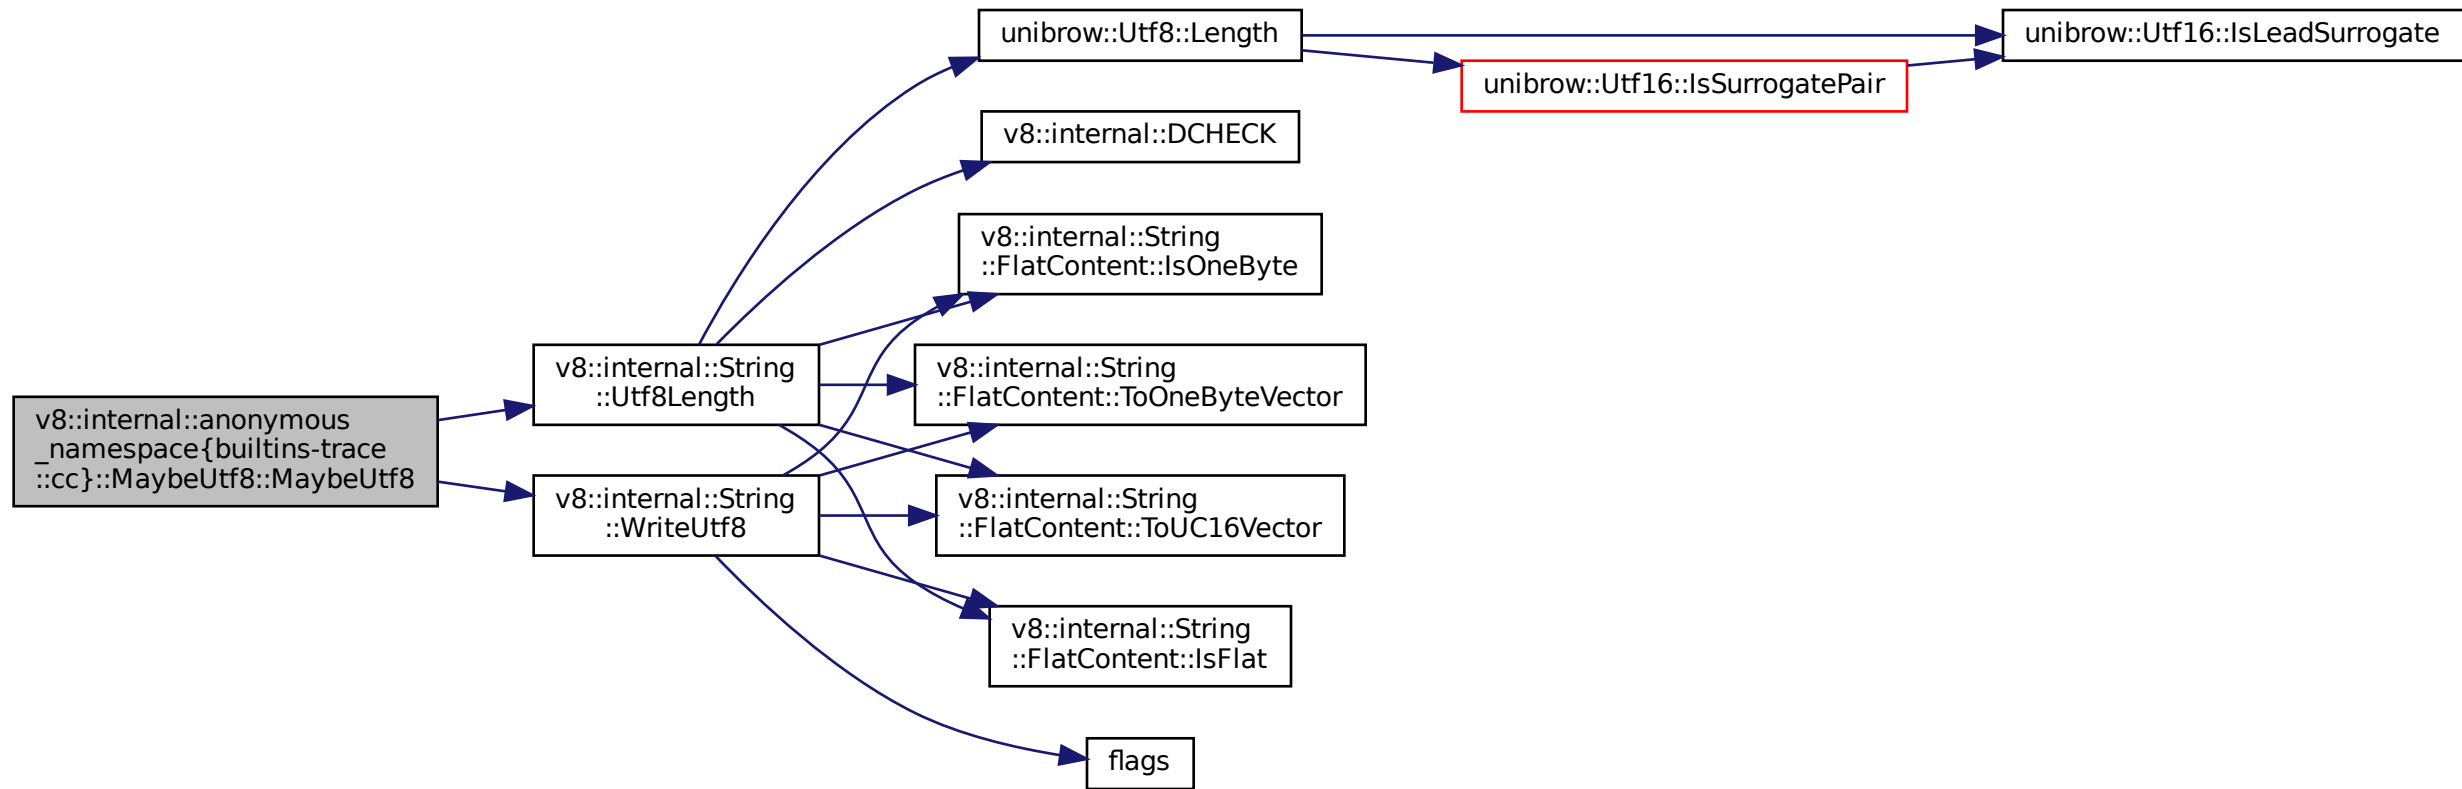 unibrow::Utf8::Length
unibrow::Utf16::IsLeadSurrogate
unibrow::Utf16::IsSurrogatePair
v8::internal::DCHECK
v8::internal::String
::FlatContent::IsOneByte
v8::internal::String
::Utf8Length
v8::internal::String
::FlatContent::ToOneByteVector
v8::internal::anonymous
_namespace{builtins-trace
::cc}::MaybeUtf8::MaybeUtf8
v8::internal::String
::WriteUtf8
v8::internal::String
::FlatContent::ToUC16Vector
v8::internal::String
::FlatContent::IsFlat
flags